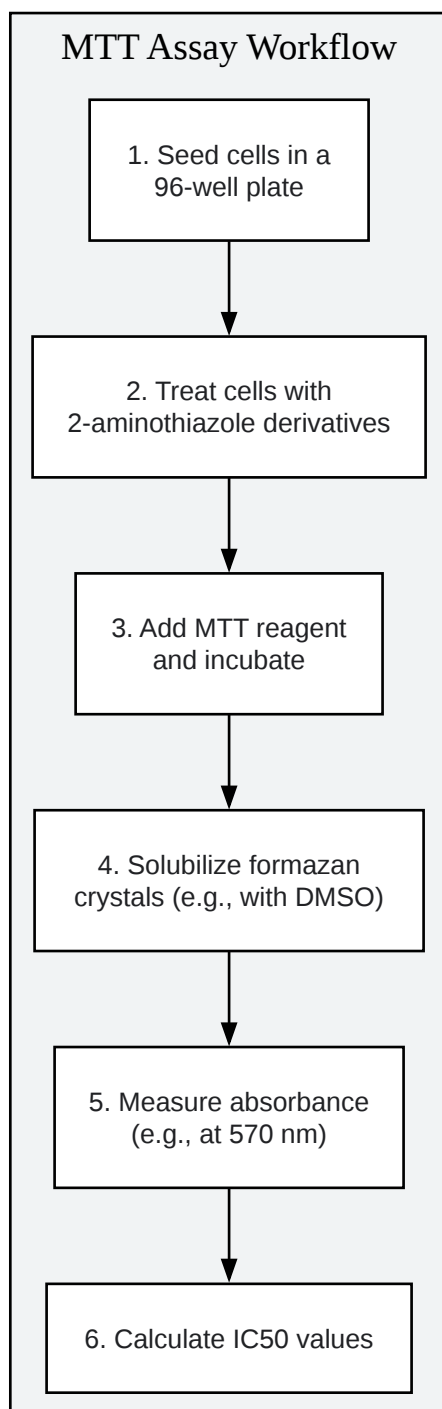 MTT Assay Workflow
1. Seed cells in a
96-well plate
2. Treat cells with
2-aminothiazole derivatives
3. Add MTT reagent
and incubate
4. Solubilize formazan
crystals (e.g., with DMSO)
5. Measure absorbance
(e.g., at 570 nm)
6. Calculate IC50 values